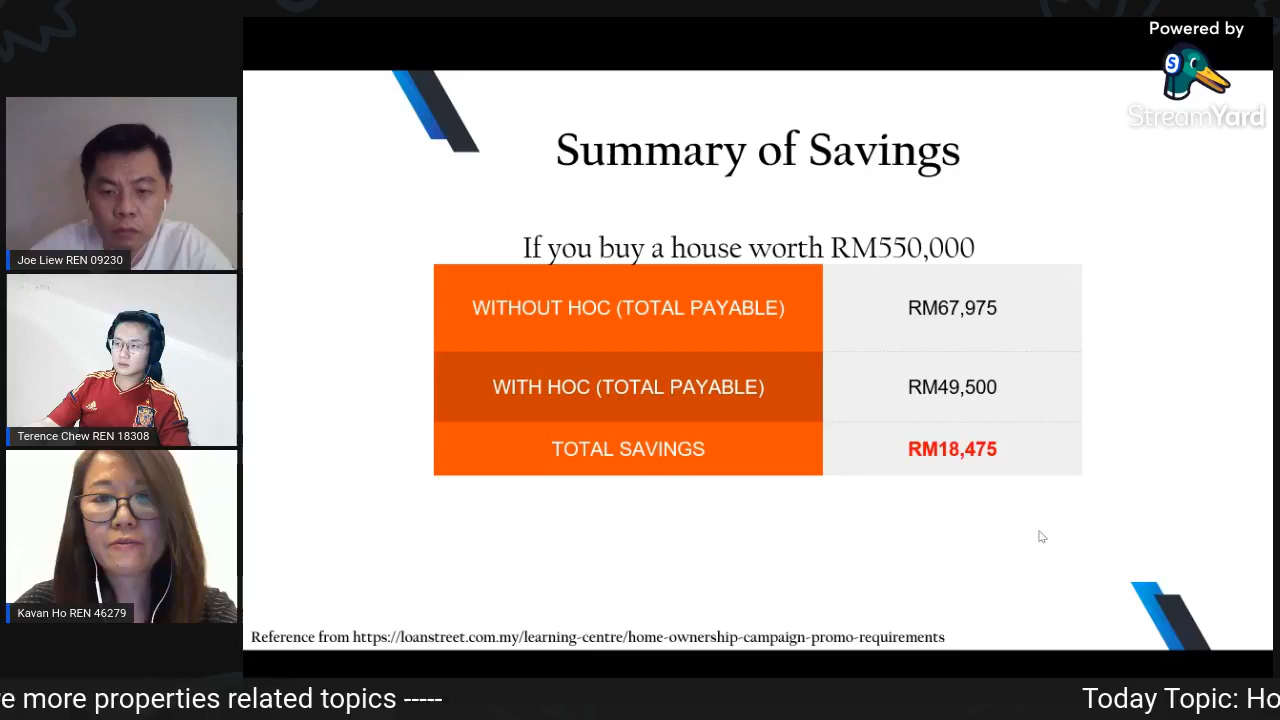 Powered by
StreamYard
Joe Liew REN 09230
Terence Chew REN 18308
Kavan Ho REN 46279
Summary of Savings
If you buy a house worth RM550,000
WITHOUT HOC (TOTAL PAYABLE) RM67,975
WITH HOC (TOTAL PAYABLE) RM49,500
TOTAL SAVINGS RM18,475
Reference from https://loanstreet.com.my/learning-centre/home-ownership-campaign-promo-requirements
e more properties related topics ----- Today Topic: Ho